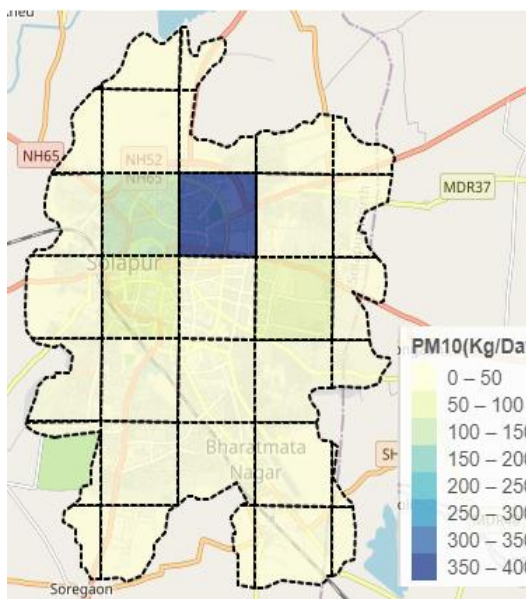 NH65
NH52
NH65
MDR37
Solapur
PM10(Kg/Da
0 – 50
50 – 100
100 – 150
150 – 200
200 – 250
250 – 300
300 – 350
350 – 400
Bharatmata
Nagar
SH
Soregaon